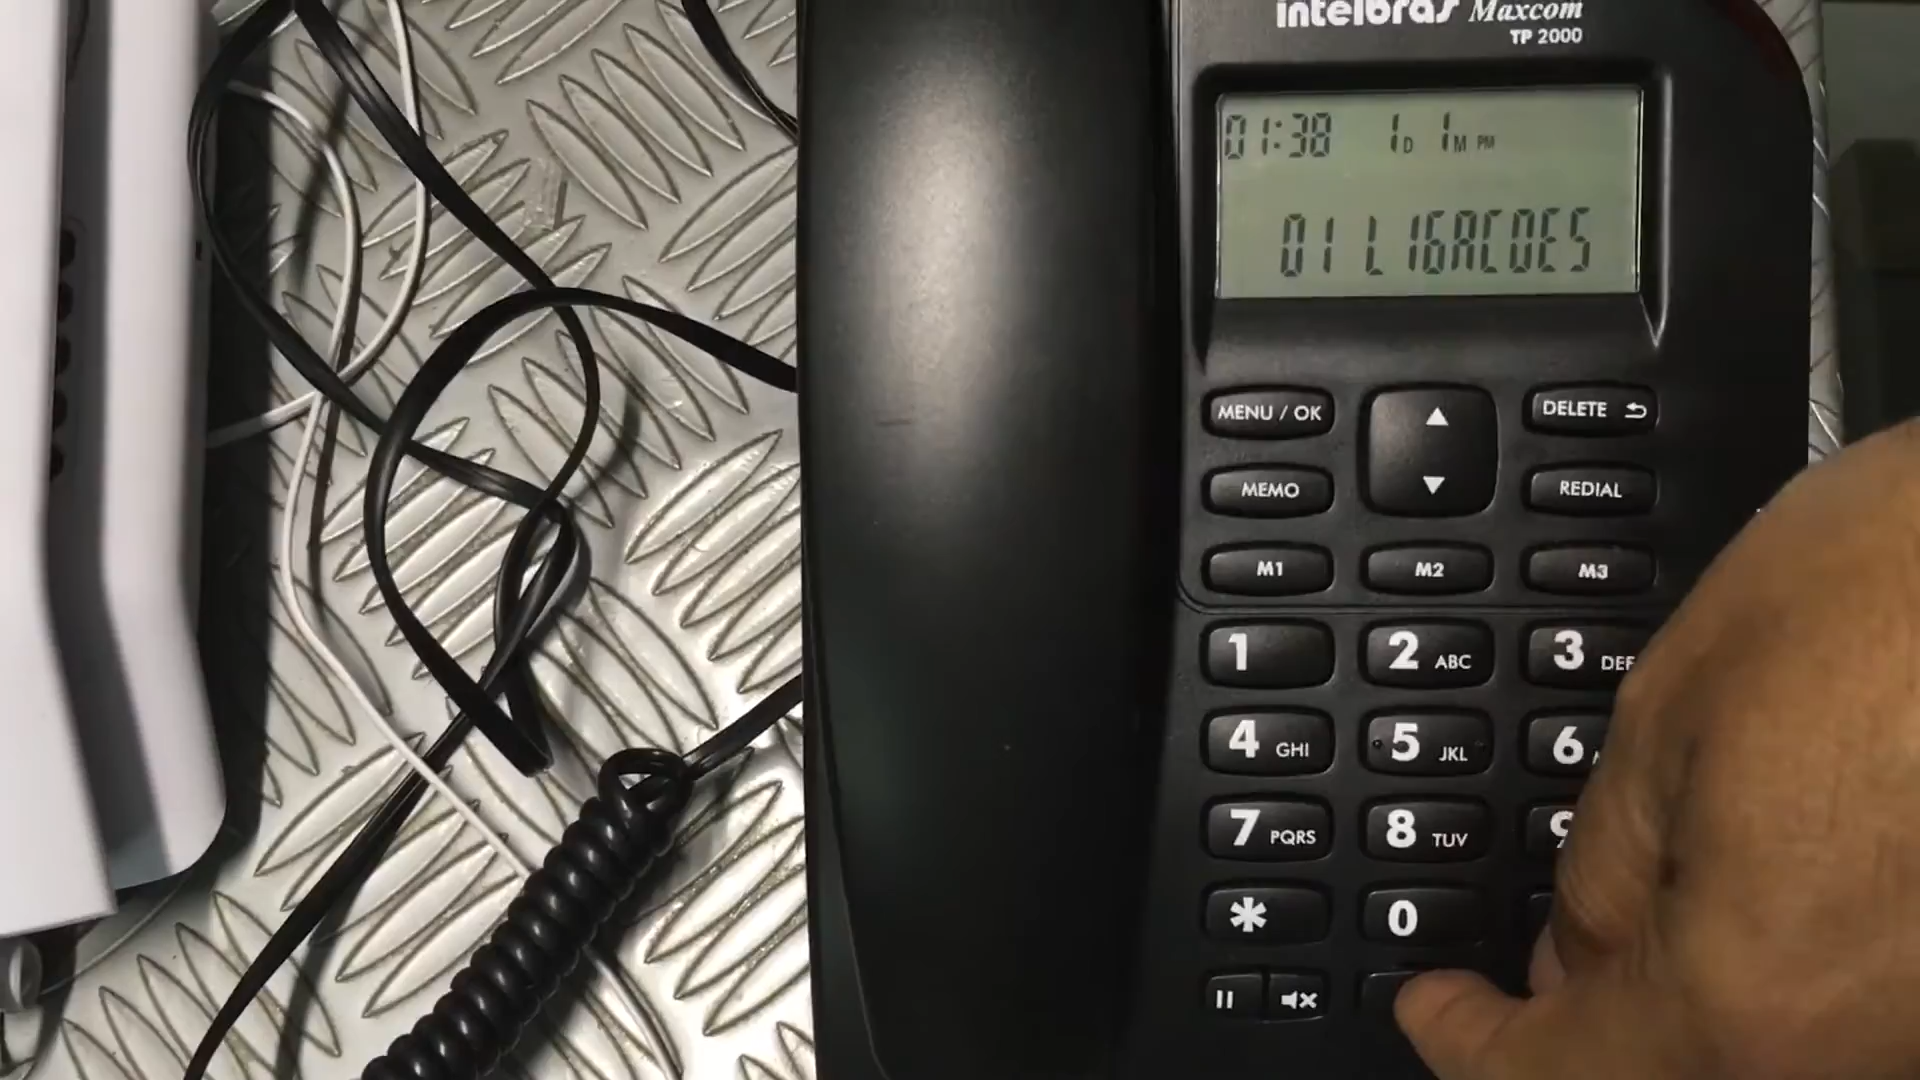 intelbras Maxcom
TP 2000
01:38 1D 1M PM
01 LIGACOES
MENU / OK
DELETE
MEMO
REDIAL
M1 M2 M3
1 2 ABC 3 DEF
4 GHI 5 JKL 6
7 PQRS 8 TUV 9
* 0